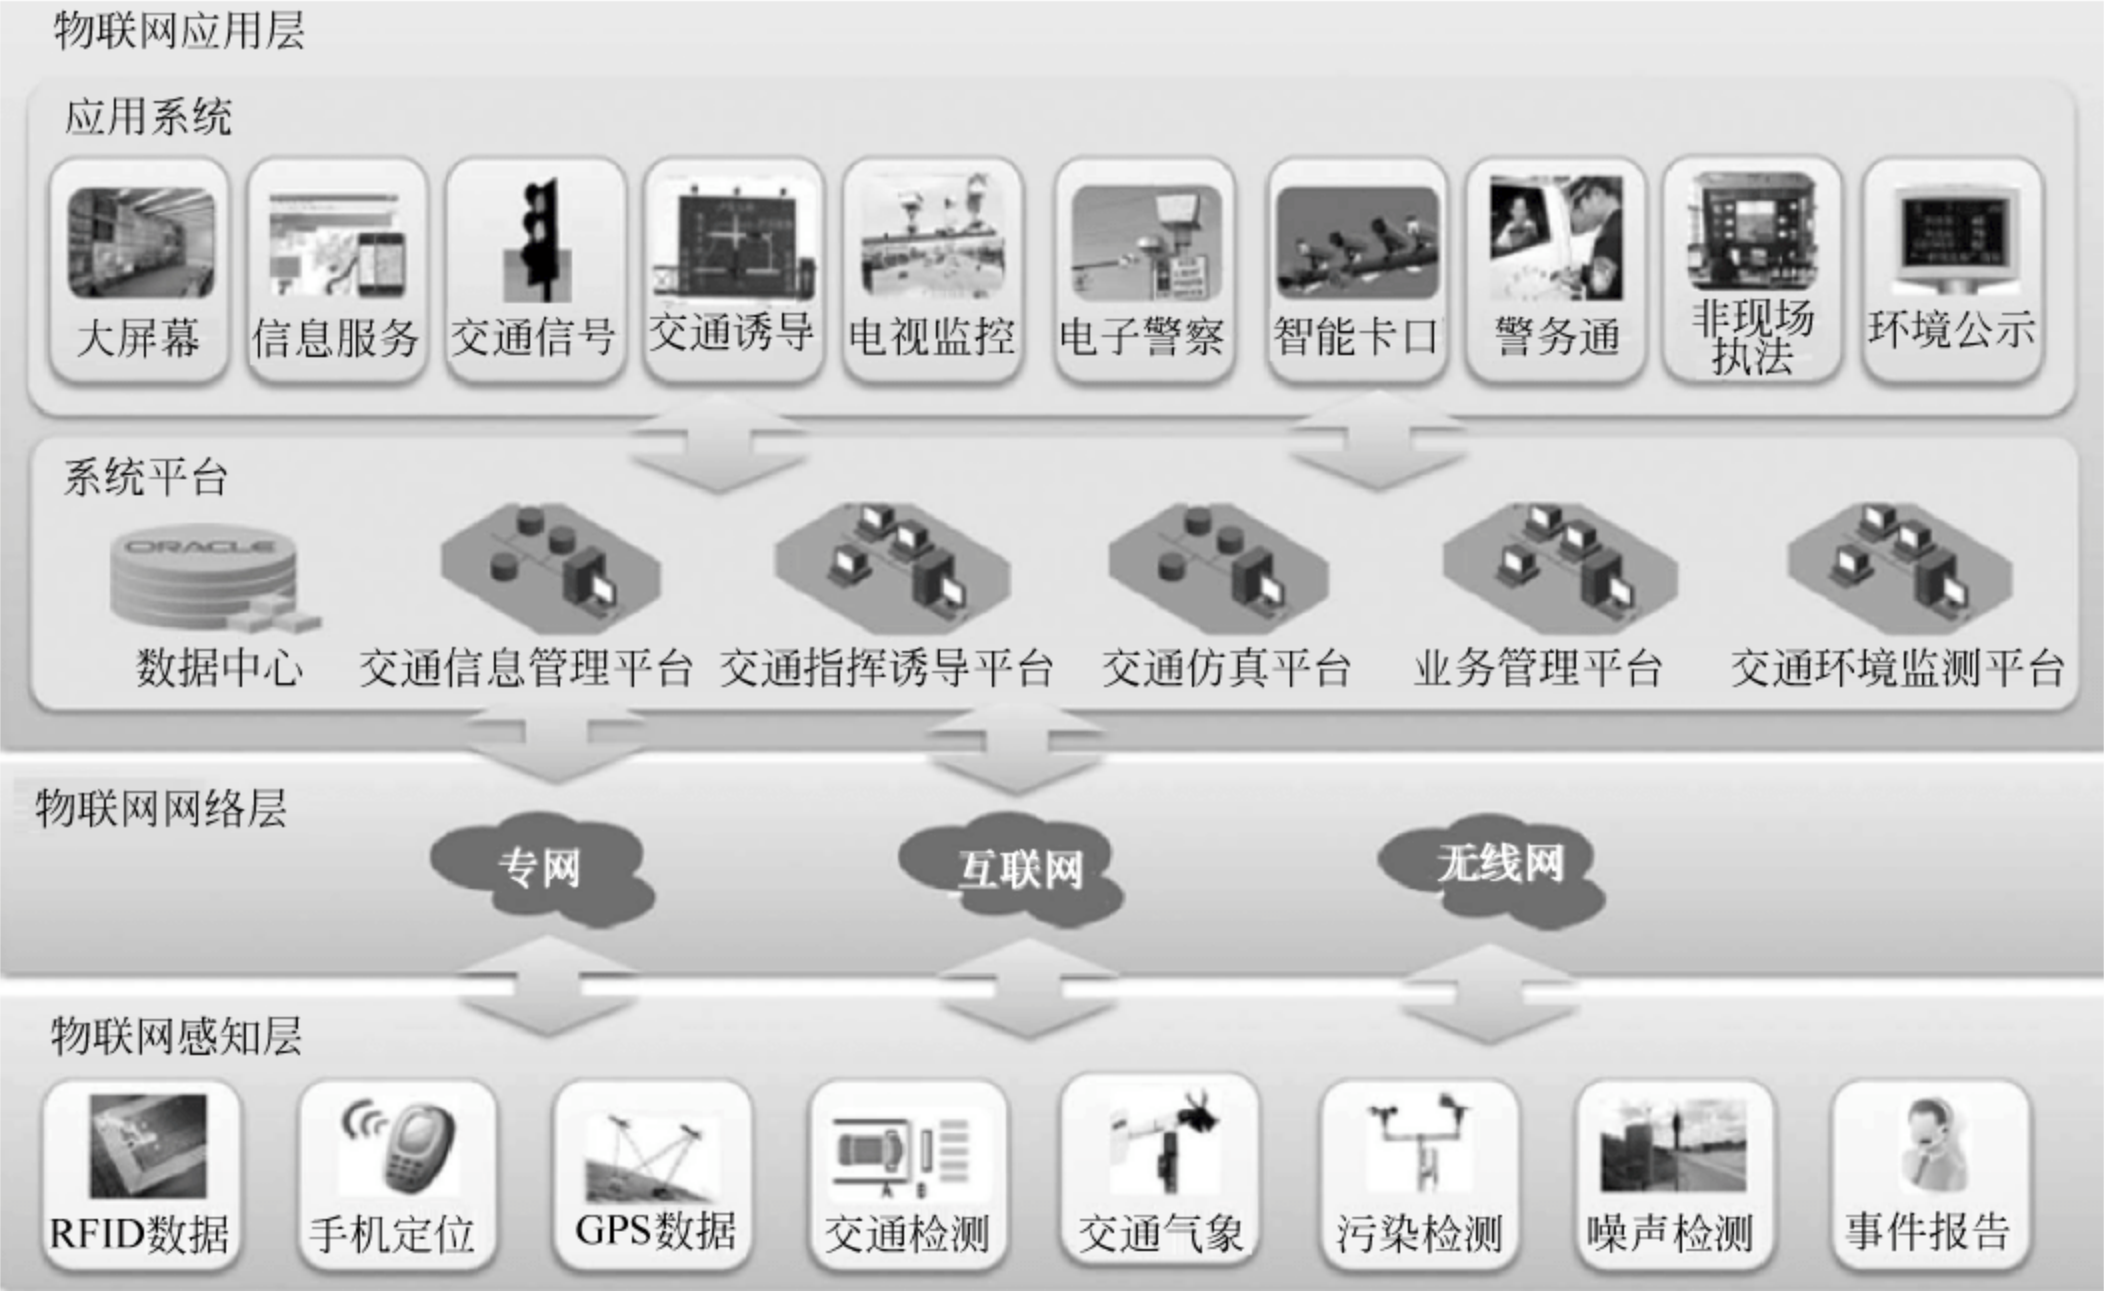 物联网应用层
应用系统
大屏幕
信息服务
交通信号
交通诱导
电视监控
电子警察
智能卡口
警务通
非现场
执法
环境公示
系统平台
ORACLE
数据中心
交通信息管理平台
交通指挥诱导平台
交通仿真平台
业务管理平台
交通环境监测平台
物联网网络层
专网
互联网
无线网
物联网感知层
A B
RFID数据
手机定位
GPS数据
交通检测
交通气象
污染检测
噪声检测
事件报告